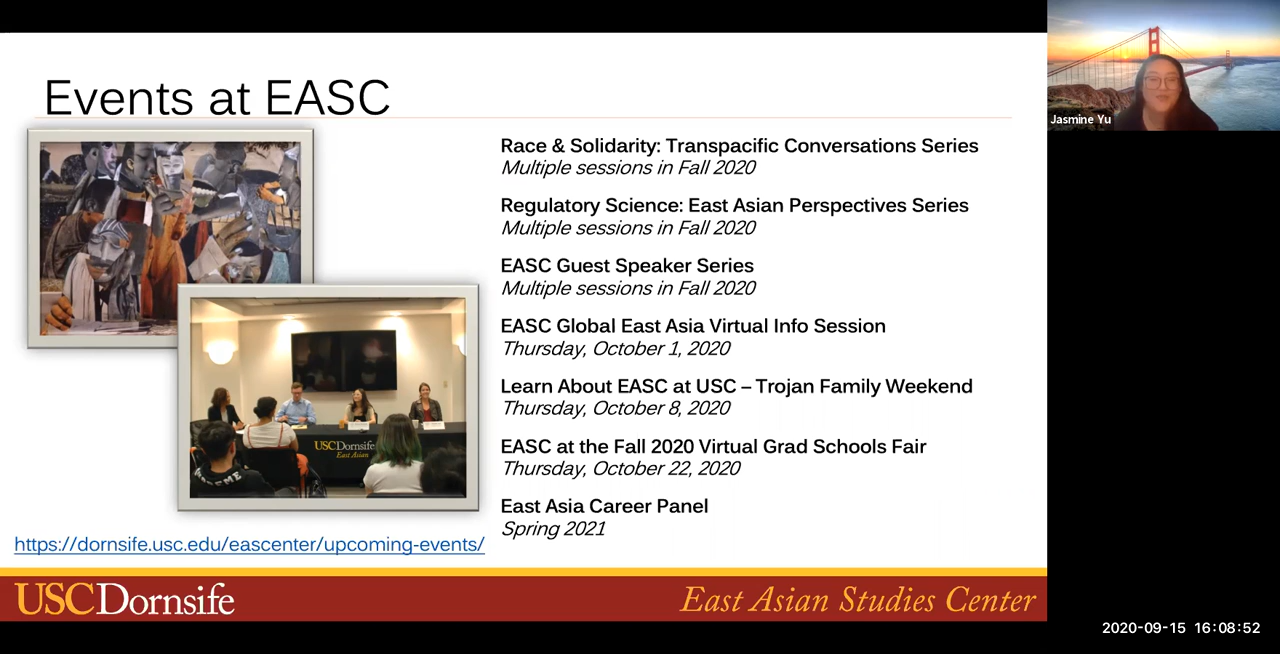 Events at EASC
Race & Solidarity: Transpacific Conversations Series
Multiple sessions in Fall 2020
Regulatory Science: East Asian Perspectives Series
Multiple sessions in Fall 2020
EASC Guest Speaker Series
Multiple sessions in Fall 2020
EASC Global East Asia Virtual Info Session
Thursday, October 1, 2020
Learn About EASC at USC – Trojan Family Weekend
Thursday, October 8, 2020
EASC at the Fall 2020 Virtual Grad Schools Fair
Thursday, October 22, 2020
East Asia Career Panel
Spring 2021
USCDornsife
East Asian
https://dornsife.usc.edu/eascenter/upcoming-events/
USCDornsife
East Asian Studies Center
Jasmine Yu
2020-09-15 16:08:52